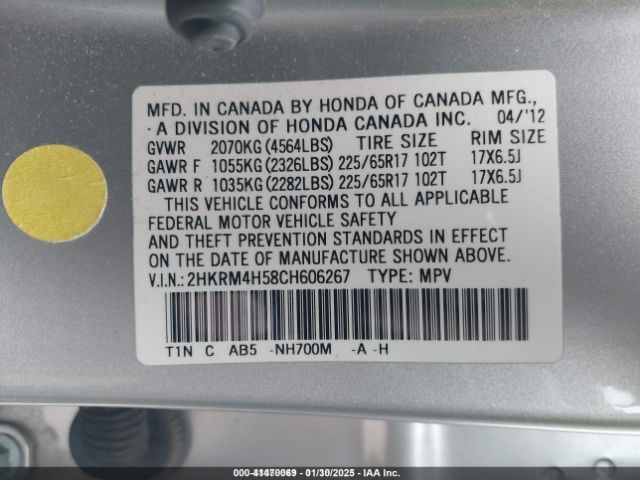 MFD. IN CANADA BY HONDA OF CANADA MFG.,
A DIVISION OF HONDA CANADA INC. 04/'12
GVWR 2070KG(4564LBS) TIRE SIZE RIM SIZE
GAWR F 1055KG(2326LBS) 225/65R17 102T 17X6.5J
GAWR R 1035KG(2282LBS) 225/65R17 102T 17X6.5J
THIS VEHICLE CONFORMS TO ALL APPLICABLE
FEDERAL MOTOR VEHICLE SAFETY
AND THEFT PREVENTION STANDARDS IN EFFECT
ON THE DATE OF MANUFACTURE SHOWN ABOVE.
V.I.N.: 2HKRM4H58CH606267 TYPE: MPV
T1N C AB5 -NH700M -A -H
000-41470069 - 01/30/2025 - IAA Inc.